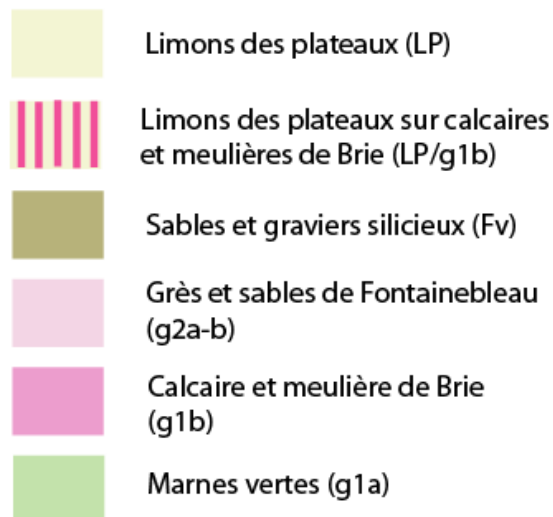 Limons des plateaux (LP)
Limons des plateaux sur calcaires
et meulières de Brie (LP/g1b)
Sables et graviers silicieux (Fv)
Grès et sables de Fontainebleau
(g2a-b)
Calcaire et meulière de Brie
(g1b)
Marnes vertes (g1a)